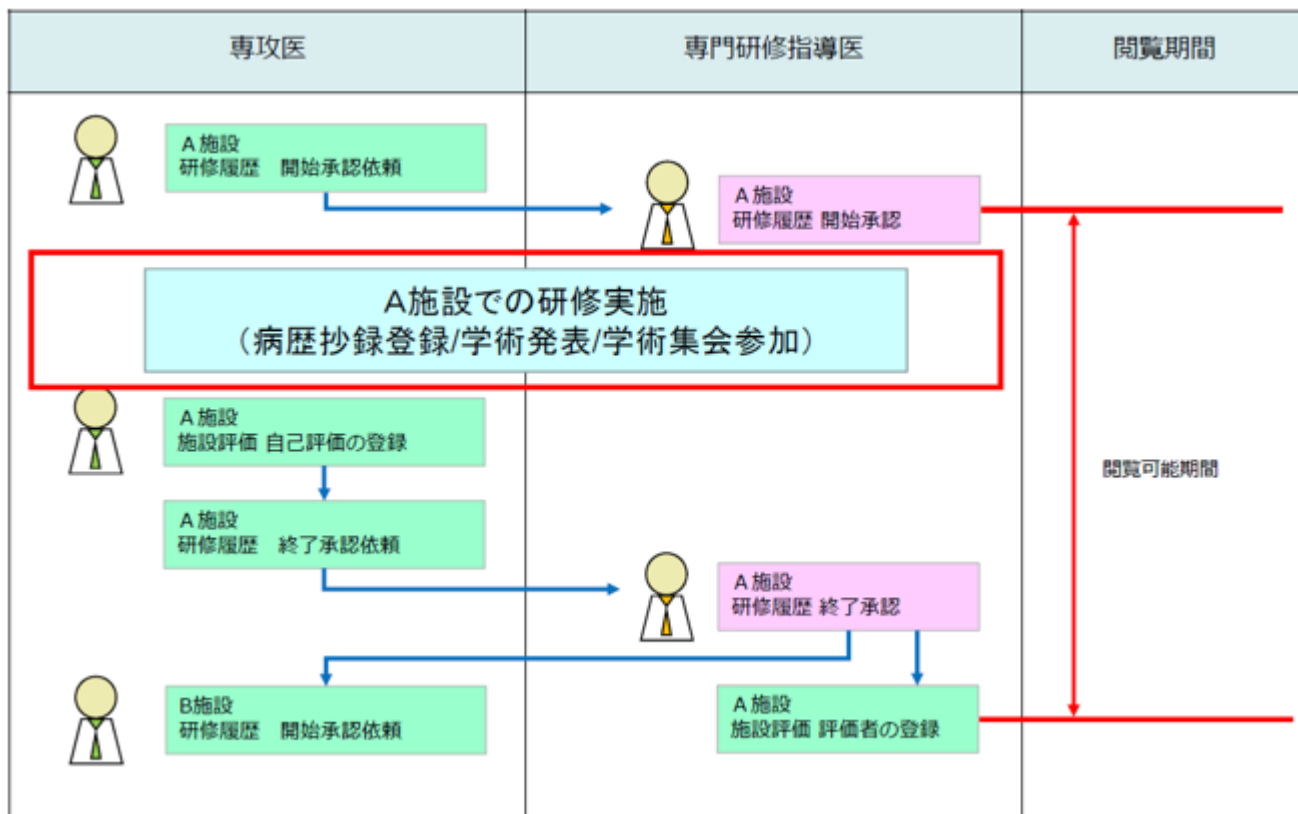 専攻医
専門研修指導医
閲覧期間
A施設
研修履歴　開始承認依頼
A施設
研修履歴 開始承認
A施設での研修実施
（病歴抄録登録/学術発表/学術集会参加）
A施設
施設評価 自己評価の登録
A施設
研修履歴　終了承認依頼
閲覧可能期間
A施設
研修履歴 終了承認
B施設
研修履歴　開始承認依頼
A施設
施設評価 評価者の登録